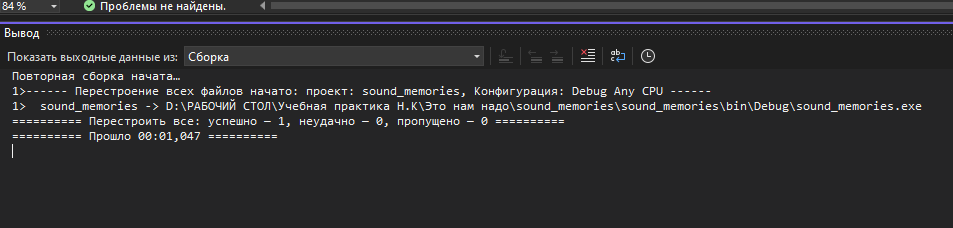 84 % Проблемы не найдены.
Вывод
Показать выходные данные из: Сборка
Повторная сборка начата…
1>------ Перестроение всех файлов начато: проект: sound_memories, Конфигурация: Debug Any CPU ------
1>  sound_memories -> D:\РАБОЧИЙ СТОЛ\Учебная практика Н.К\Это нам надо\sound_memories\sound_memories\bin\Debug\sound_memories.exe
========== Перестроить все: успешно — 1, неудачно — 0, пропущено — 0 ==========
========== Прошло 00:01,047 ==========